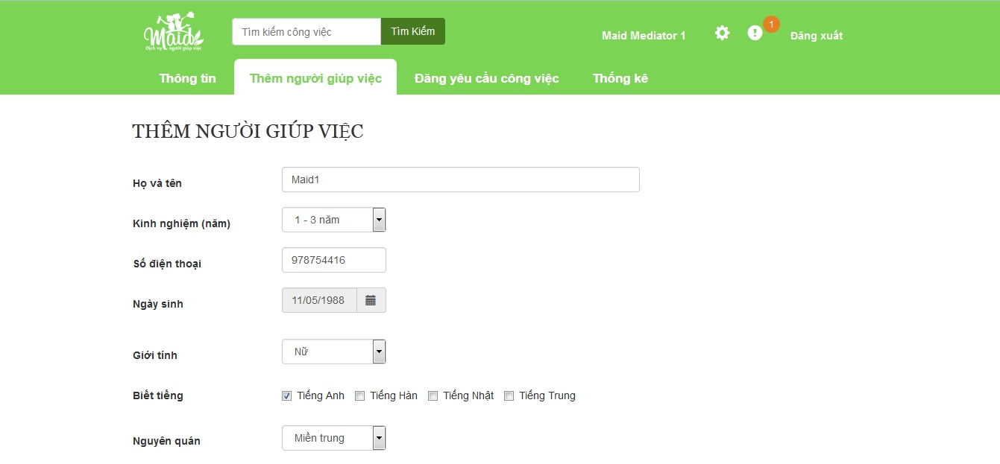 Maid
Dịch vụ người giúp việc
Tìm kiếm công việc
Tìm Kiếm
Maid Mediator 1
1
Đăng xuất
Thông tin
Thêm người giúp việc
Đăng yêu cầu công việc
Thống kê
THÊM NGƯỜI GIÚP VIỆC
Họ và tên
Maid1
Kinh nghiệm (năm)
1 - 3 năm
Số điện thoại
978754416
Ngày sinh
11/05/1988
Giới tính
Nữ
Biết tiếng
Tiếng Anh
Tiếng Hàn
Tiếng Nhật
Tiếng Trung
Nguyên quán
Miền trung